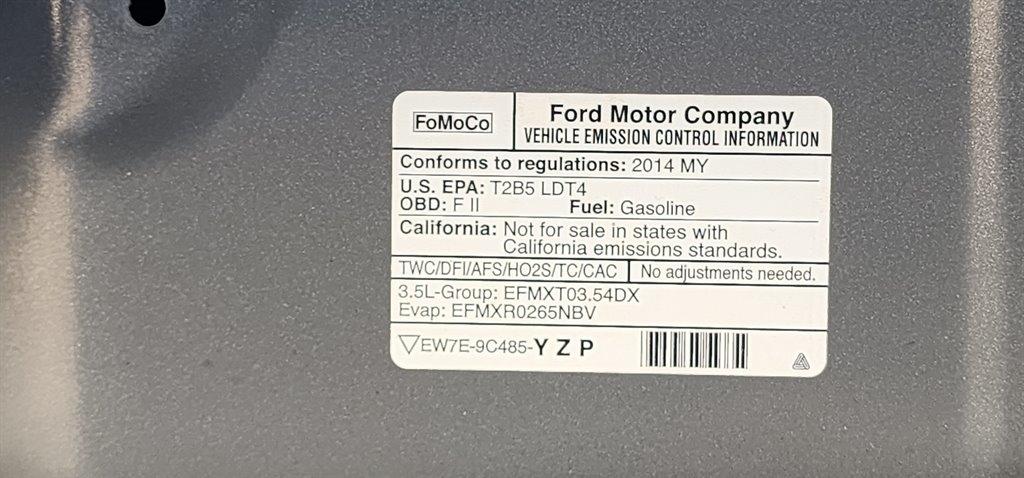 FoMoCo
Ford Motor Company
VEHICLE EMISSION CONTROL INFORMATION
Conforms to regulations: 2014 MY
U.S. EPA: T2B5 LDT4
OBD: F II Fuel: Gasoline
California: Not for sale in states with
California emissions standards.
TWC/DFI/AFS/HO2S/TC/CAC No adjustments needed.
3.5L-Group: EFMXT03.54DX
Evap: EFMXR0265NBV
▽EW7E-9C485-Y Z P